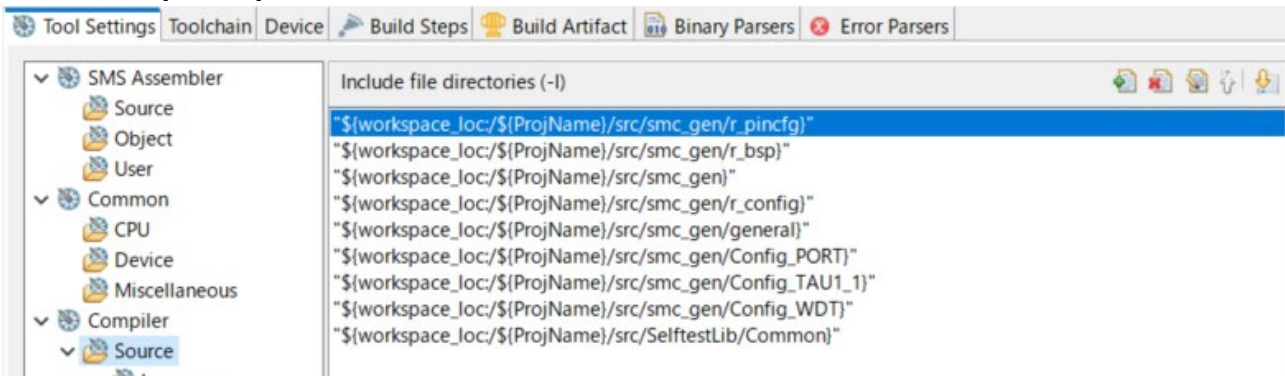 Tool Settings Toolchain Device Build Steps Build Artifact Binary Parsers Error Parsers
SMS Assembler
Source
Object
User
Common
CPU
Device
Miscellaneous
Compiler
Source
Include file directories (-I)
"${workspace_loc:/${ProjName}/src/smc_gen/r_pincfg}"
"${workspace_loc:/${ProjName}/src/smc_gen/r_bsp}"
"${workspace_loc:/${ProjName}/src/smc_gen}"
"${workspace_loc:/${ProjName}/src/smc_gen/r_config}"
"${workspace_loc:/${ProjName}/src/smc_gen/general}"
"${workspace_loc:/${ProjName}/src/smc_gen/Config_PORT}"
"${workspace_loc:/${ProjName}/src/smc_gen/Config_TAU1_1}"
"${workspace_loc:/${ProjName}/src/smc_gen/Config_WDT}"
"${workspace_loc:/${ProjName}/src/SelftestLib/Common}"